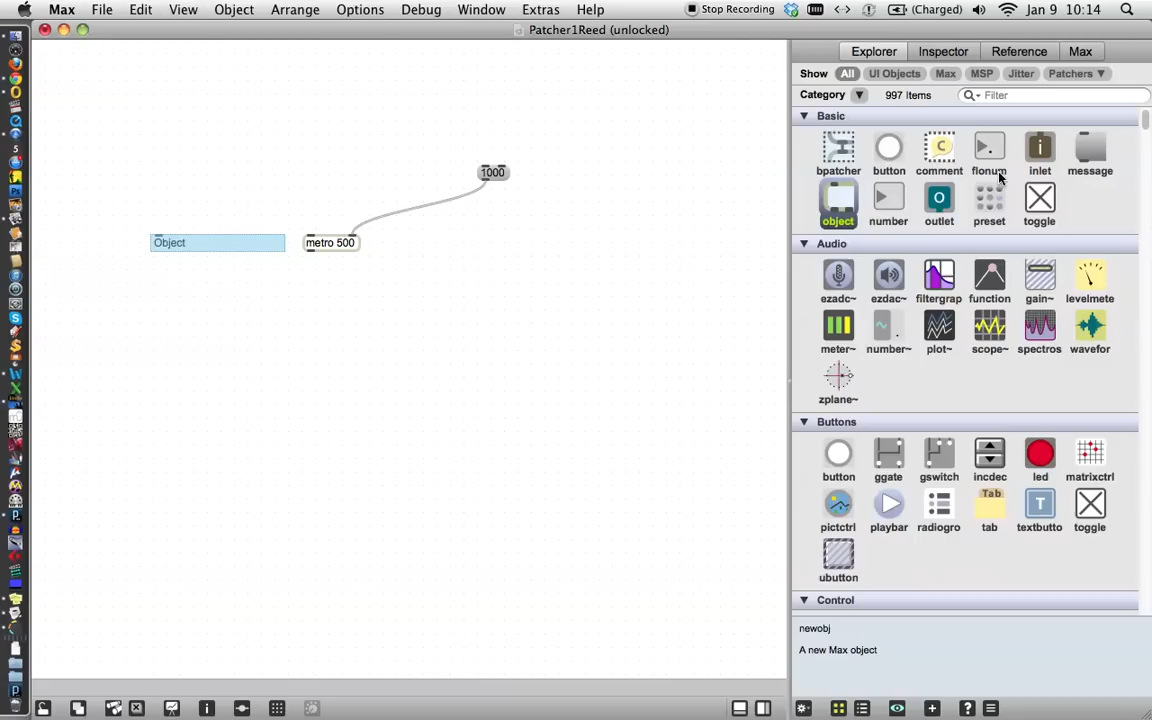 Max File Edit View Object Arrange Options Debug Window Extras Help Stop Recording (Charged) Jan 9 10:14
Patcher1Reed (unlocked)
Explorer Inspector Reference Max
Show All UI Objects Max MSP Jitter Patchers ▼
Category ▼ 997 Items Filter
Basic
bpatcher button comment flonum inlet message
object number outlet preset toggle
1000
Object metro 500
Audio
ezadc~ ezdac~ filtergrap function gain~ levelmete
meter~ number~ plot~ scope~ spectros wavefor
zplane~
Buttons
button ggate gswitch incdec led matrixctrl
pictctrl playbar radiogro tab textbutto toggle
ubutton
Control
newobj
A new Max object